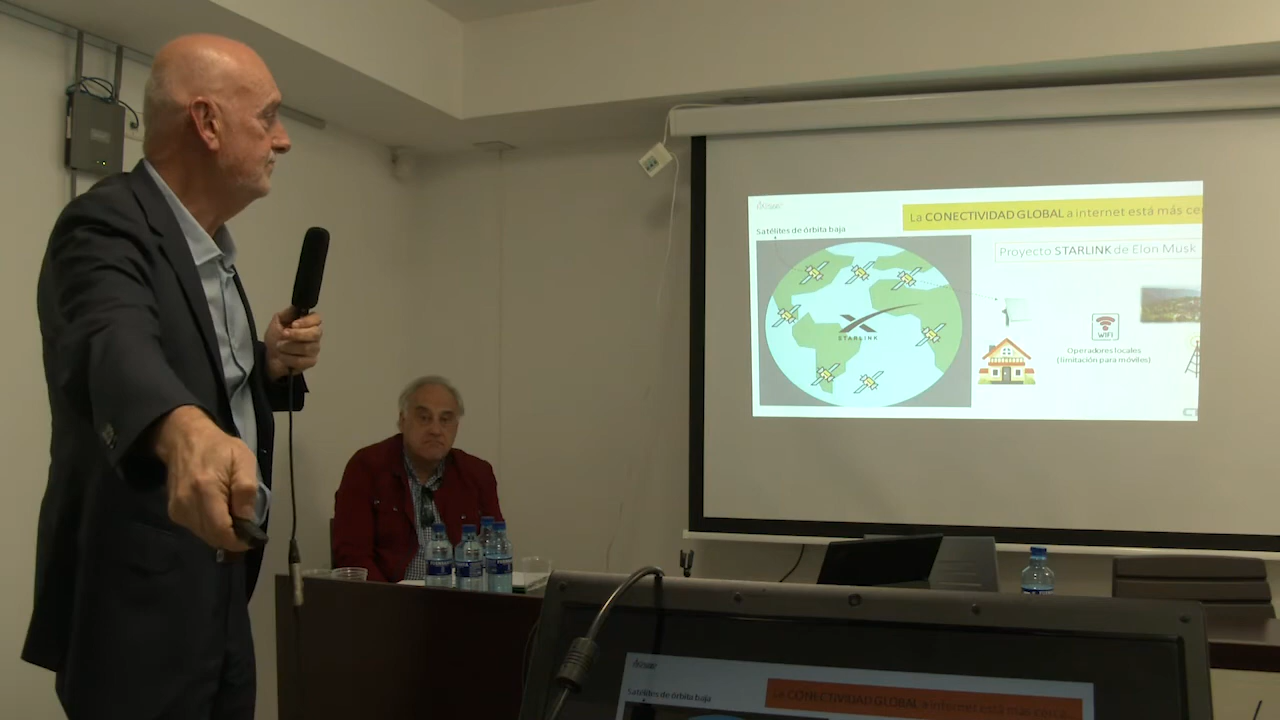 La CONECTIVIDAD GLOBAL a internet está más cer
Satélites de órbita baja
Proyecto STARLINK de Elon Musk
STARLINK
WiFi
Operadores locales
(limitación para móviles)
Satélites de órbita baja
La CONECTIVIDAD GLOBAL a internet está más cerca